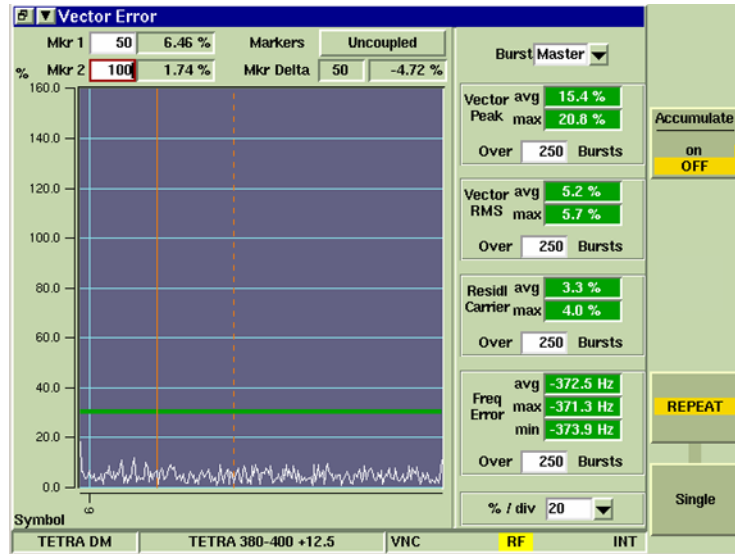 Vector Error
Mkr 1 50 6.46 % Markers Uncoupled
% Mkr 2 100 1.74 % Mkr Delta 50 -4.72 %
160.0
140.0
120.0
100.0
80.0
60.0
40.0
20.0
0.0
6
Symbol
Burst Master
Vector Peak avg 15.4 %
max 20.8 %
Over 250 Bursts
Vector RMS avg 5.2 %
max 5.7 %
Over 250 Bursts
Residl Carrier avg 3.3 %
max 4.0 %
Over 250 Bursts
Freq Error avg -372.5 Hz
max -371.3 Hz
min -373.9 Hz
Over 250 Bursts
% / div 20
Accumulate
on
OFF
REPEAT
Single
TETRA DM TETRA 380-400 +12.5 VNC RF INT